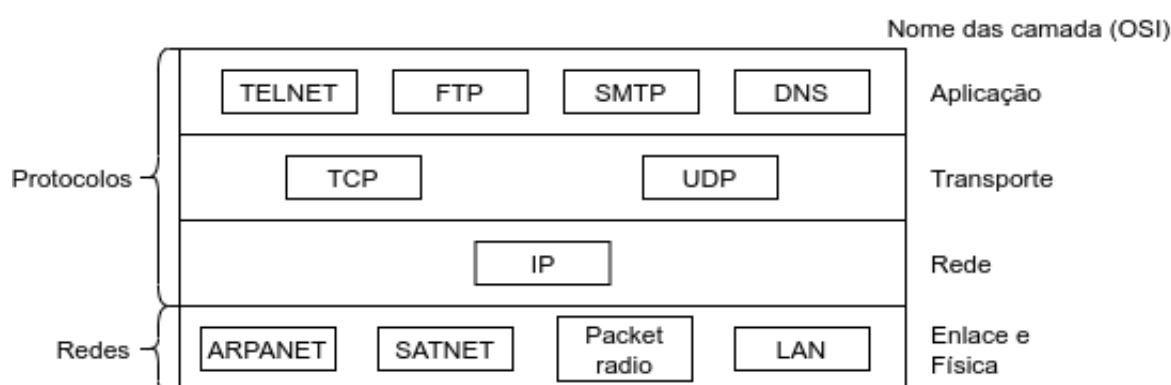 Nome das camada (OSI)
TELNET FTP SMTP DNS Aplicação
Protocolos TCP UDP Transporte
IP Rede
Redes ARPANET SATNET Packet radio LAN Enlace e Física